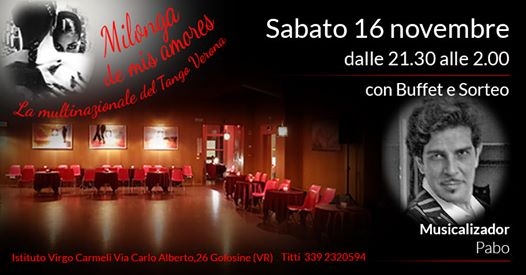 Milonga
de mis amores
La multinazionale del Tango Verona
Sabato 16 novembre
dalle 21.30 alle 2.00
con Buffet e Sorteo
Musicalizador
Pabo
Istituto Virgo Carmeli Via Carlo Alberto,26 Golosine (VR) Titti 339 2320594